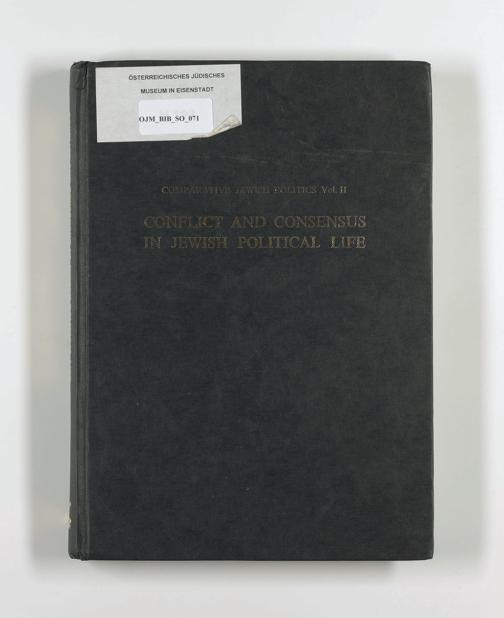 ÖSTERREICHISCHES JÜDISCHES
MUSEUM IN EISENSTADT
OJM_BIB_SO_071
COMPARATIVE JEWISH POLITICS Vol. II
CONFLICT AND CONSENSUS
IN JEWISH POLITICAL LIFE